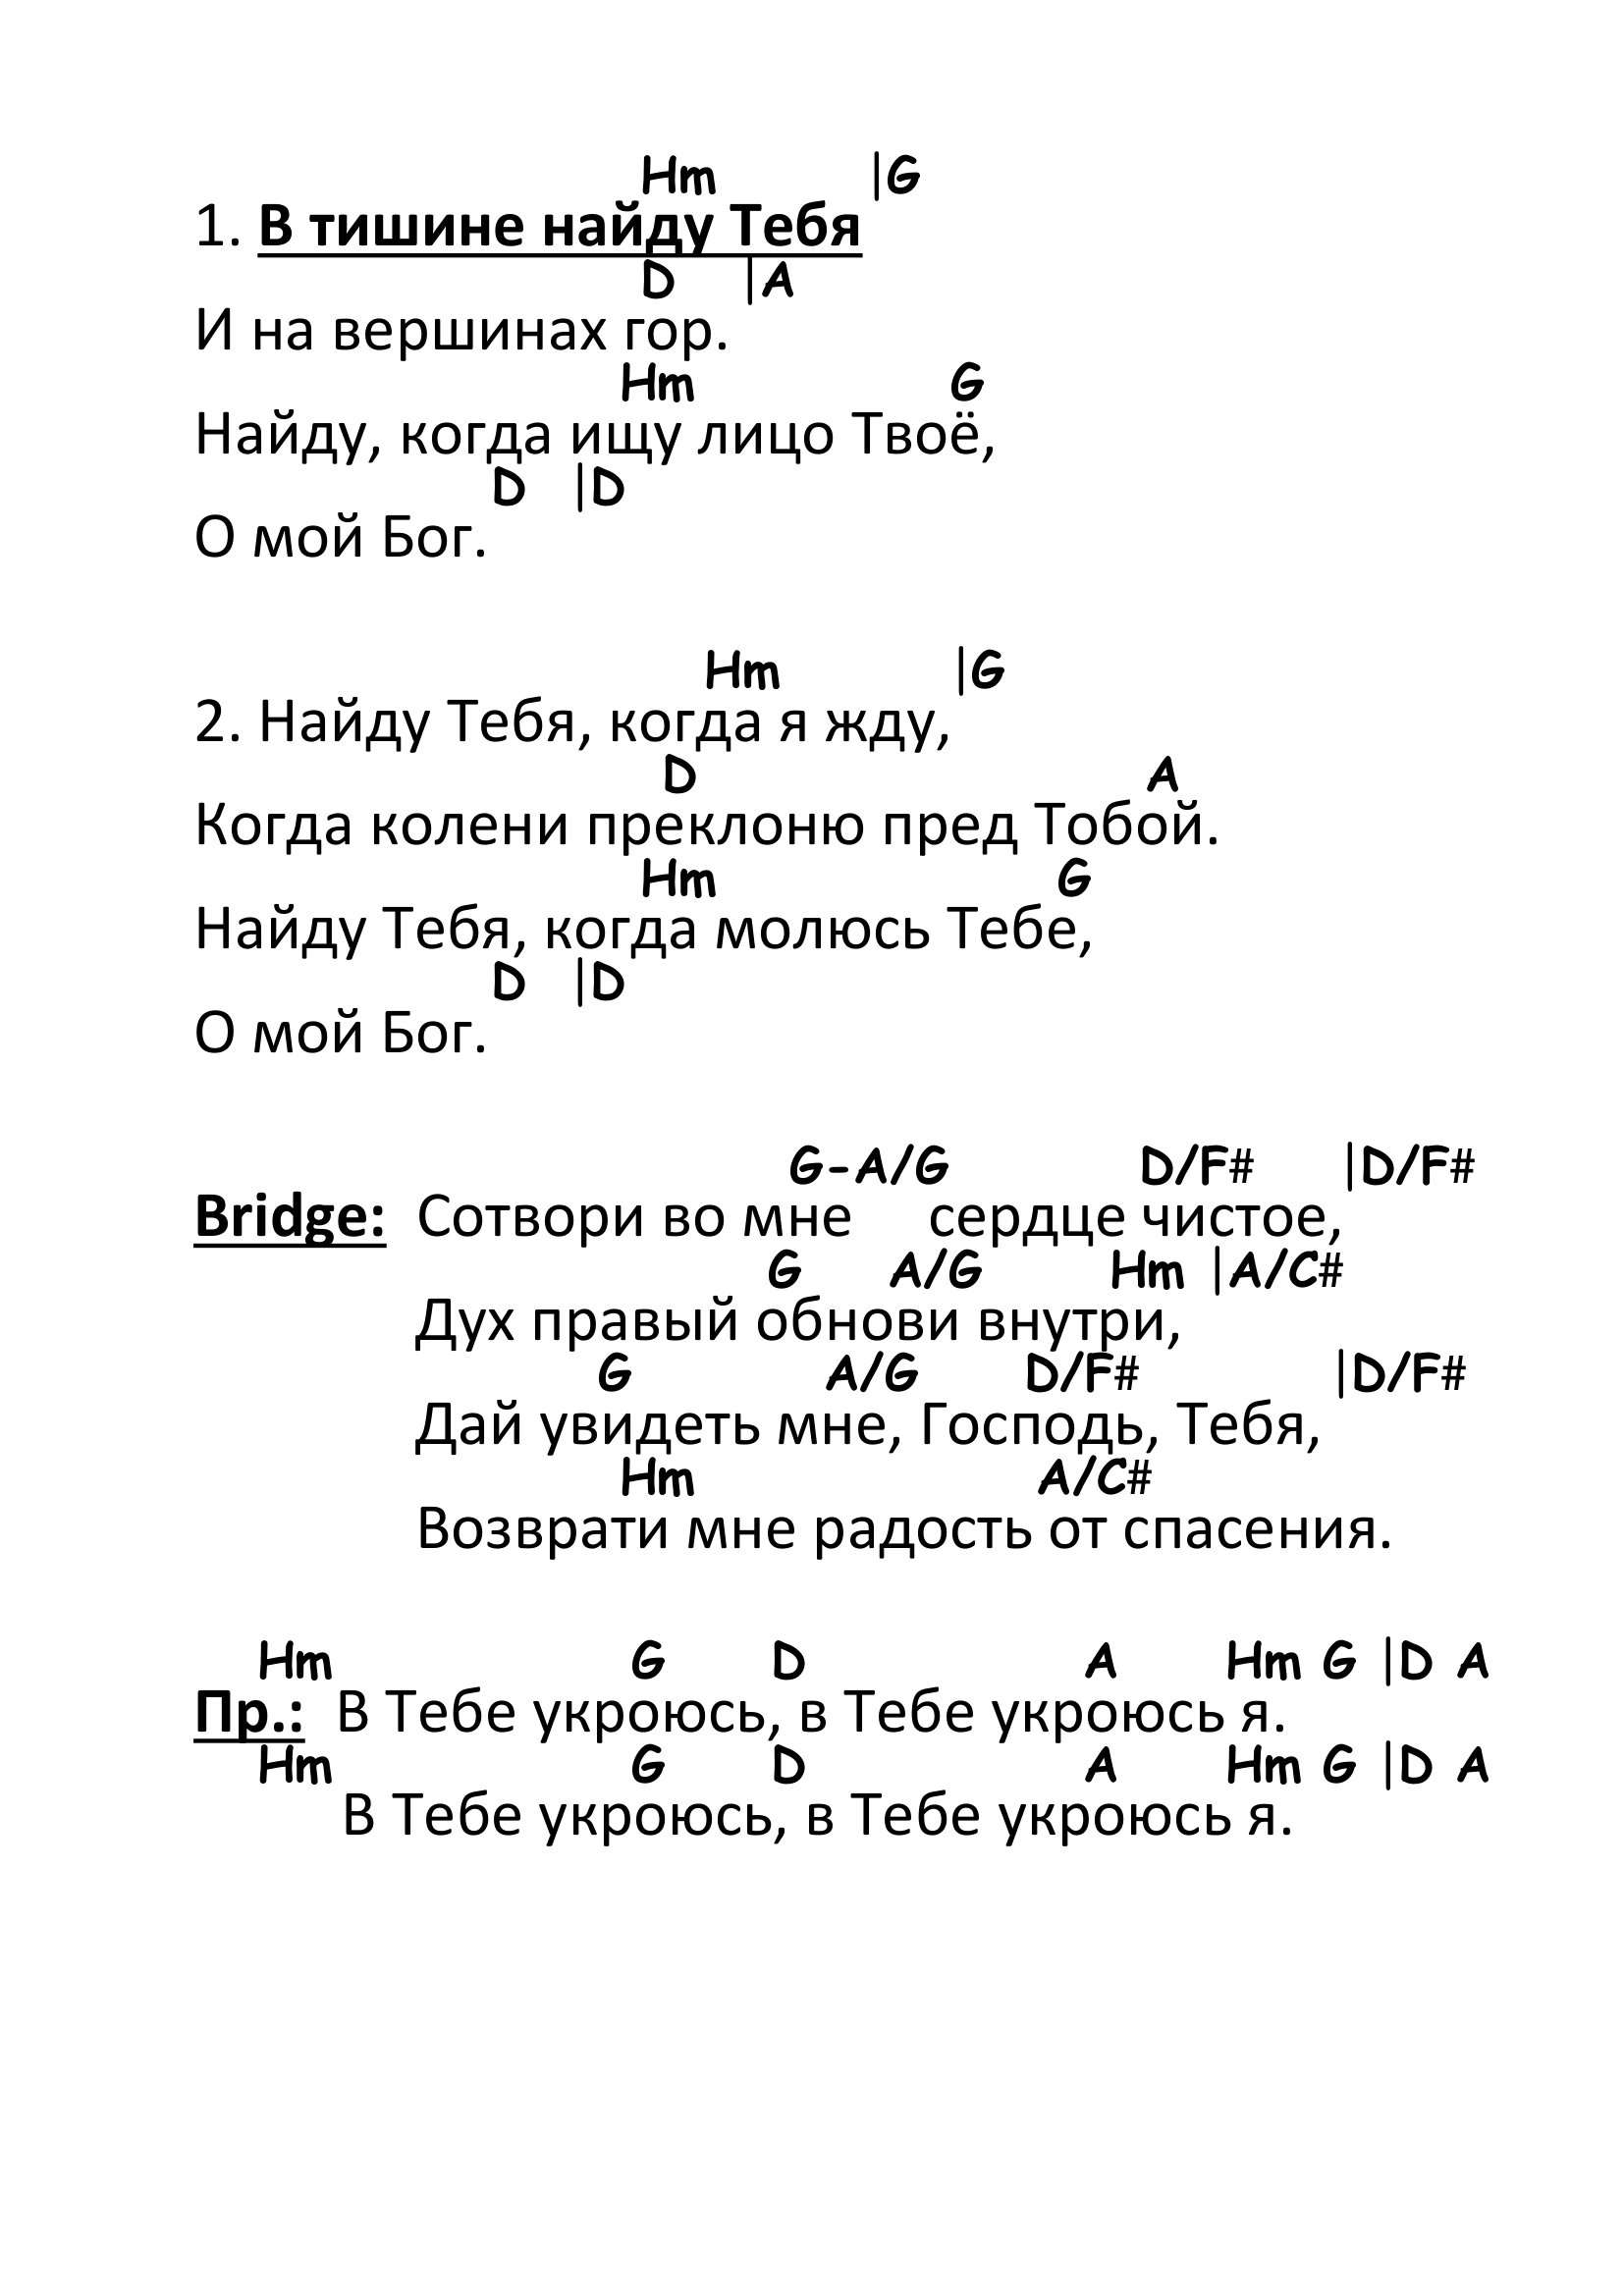 Hm |G
1. В тишине найду Тебя
D |A
И на вершинах гор.
Hm G
Найду, когда ищу лицо Твоё,
D |D
О мой Бог.
Hm |G
2. Найду Тебя, когда я жду,
D A
Когда колени преклоню пред Тобой.
Hm G
Найду Тебя, когда молюсь Тебе,
D |D
О мой Бог.
G-A/G D/F# |D/F#
Bridge: Сотвори во мне сердце чистое,
G A/G Hm |A/C#
Дух правый обнови внутри,
G A/G D/F# |D/F#
Дай увидеть мне, Господь, Тебя,
Hm A/C#
Возврати мне радость от спасения.
Hm G D A Hm G |D A
Пр.: В Тебе укроюсь, в Тебе укроюсь я.
Hm G D A Hm G |D A
В Тебе укроюсь, в Тебе укроюсь я.